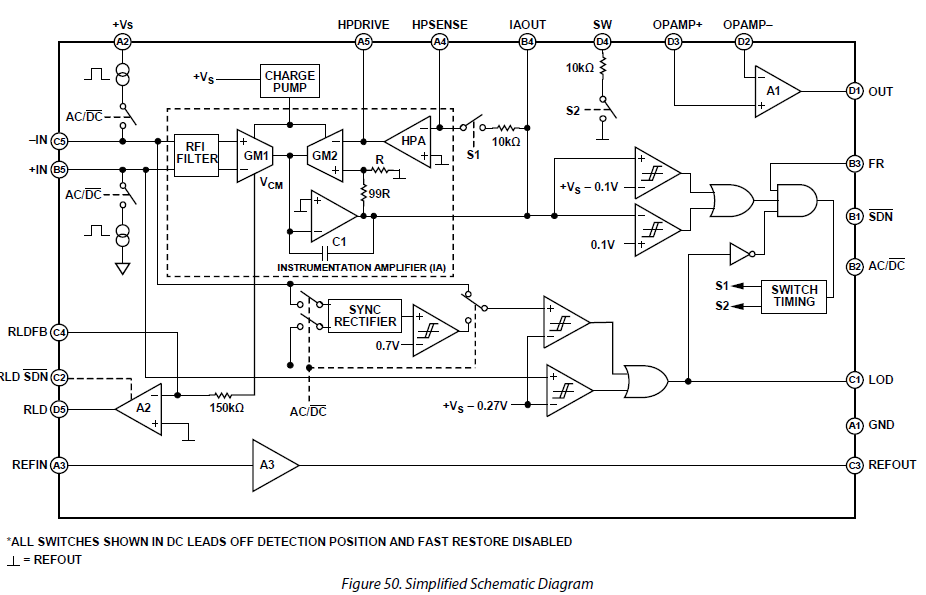 +Vs HPDRIVE HPSENSE IAOUT SW OPAMP+ OPAMP–
A2 A5 A4 B4 D4 D3 D2
10kΩ
+VS CHARGE PUMP
A1
D1 OUT
AC/DC
S2
–IN C5
RFI FILTER
GM1
GM2
HPA
S1
10kΩ
B3 FR
+IN B5
VCM
R
99R
+VS – 0.1V
B1 SDN
AC/DC
C1
0.1V
INSTRUMENTATION AMPLIFIER (IA)
B2 AC/DC
S1
S2
SWITCH TIMING
SYNC RECTIFIER
0.7V
RLDFB C4
RLD SDN C2
C1 LOD
RLD D5
A2
150kΩ
AC/DC
+VS – 0.27V
A1 GND
REFIN A3
A3
C3 REFOUT
*ALL SWITCHES SHOWN IN DC LEADS OFF DETECTION POSITION AND FAST RESTORE DISABLED
= REFOUT
Figure 50. Simplified Schematic Diagram